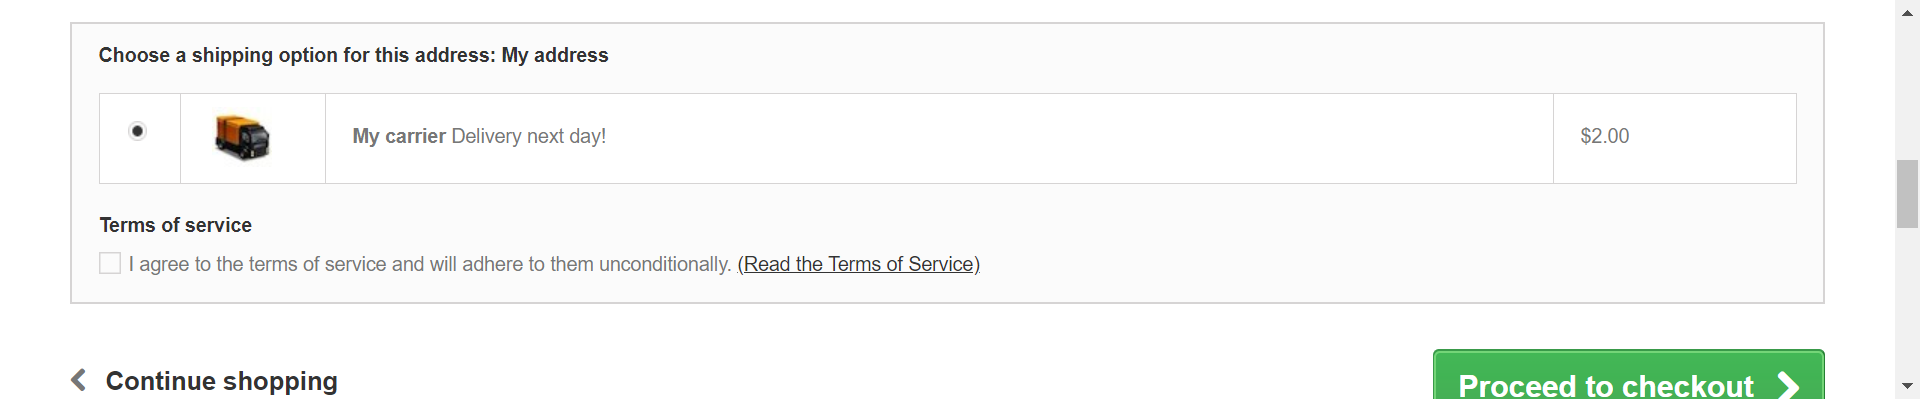 Choose a shipping option for this address: My address
My carrier Delivery next day! $2.00
Terms of service
I agree to the terms of service and will adhere to them unconditionally. (Read the Terms of Service)
Continue shopping
Proceed to checkout